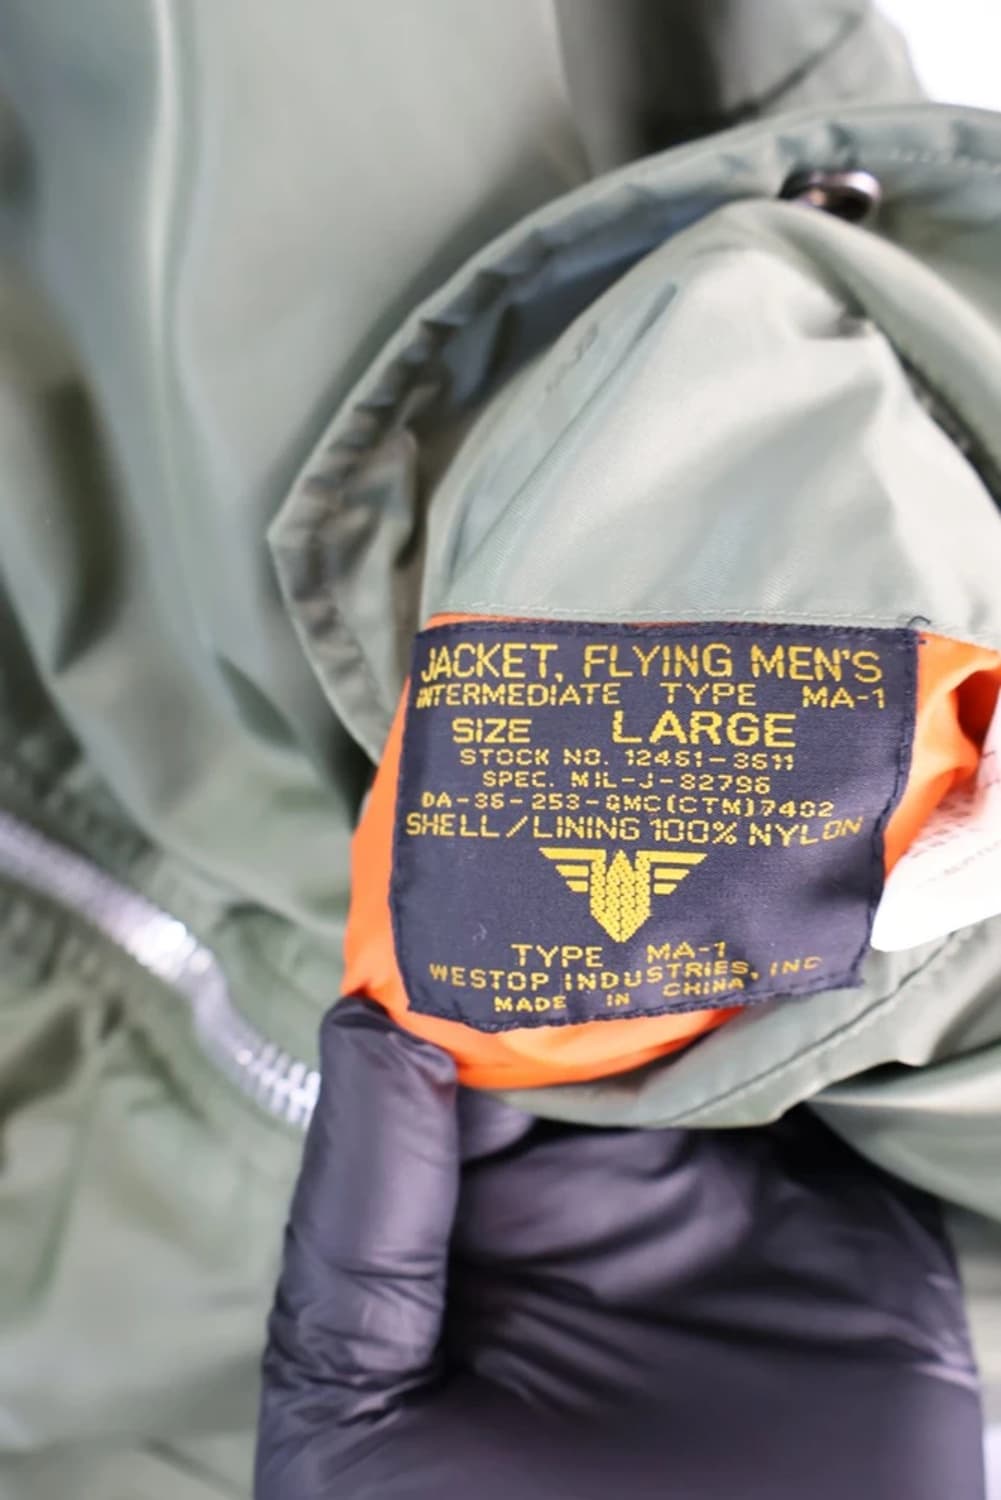 JACKET, FLYING MEN'S
INTERMEDIATE TYPE MA-1
SIZE LARGE
STOCK NO. 12451-3511
SPEC. MIL-J-82796
DA-36-253-QMC(CTM)7402
SHELL/LINING 100% NYLON
TYPE MA-1
WESTOP INDUSTRIES, INC
MADE IN CHINA